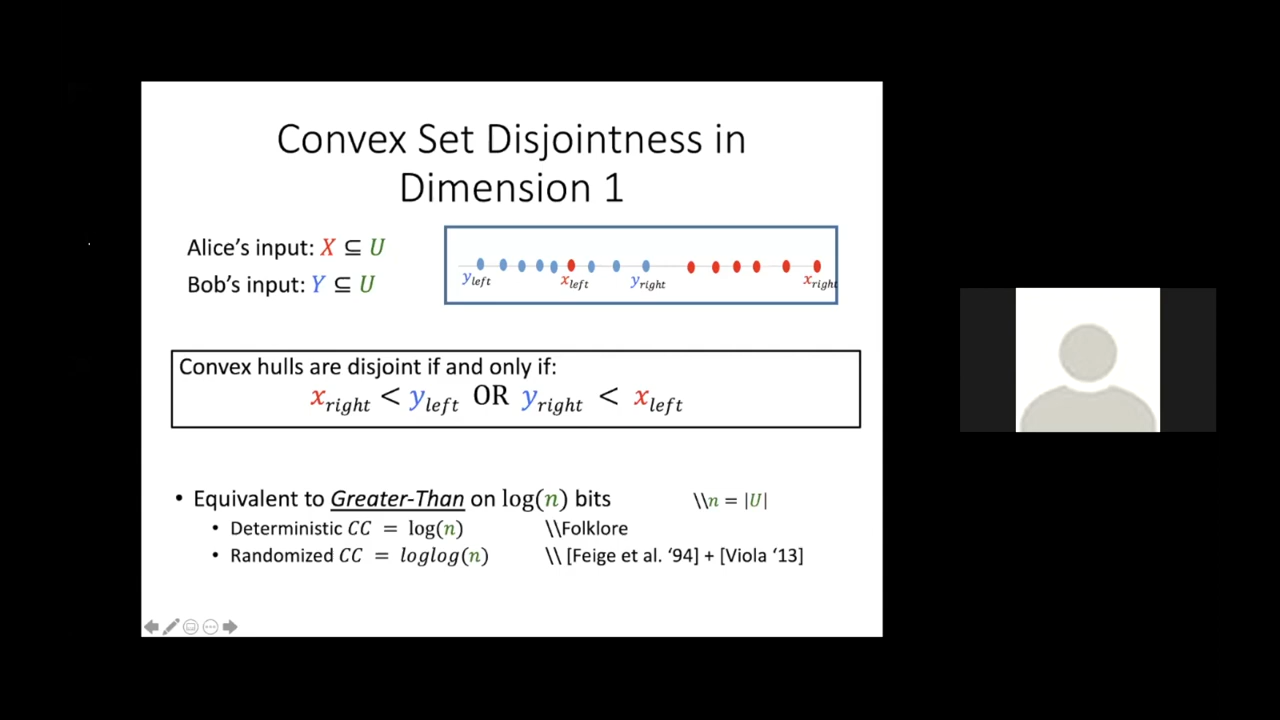 Convex Set Disjointness in
Dimension 1
Alice's input: X ⊆ U
Bob's input: Y ⊆ U
y_left x_left y_right x_right
Convex hulls are disjoint if and only if:
x_right < y_left OR y_right < x_left
• Equivalent to Greater-Than on log(n) bits \\n = |U|
• Deterministic CC = log(n) \\Folklore
• Randomized CC = loglog(n) \\ [Feige et al. ‘94] + [Viola ‘13]